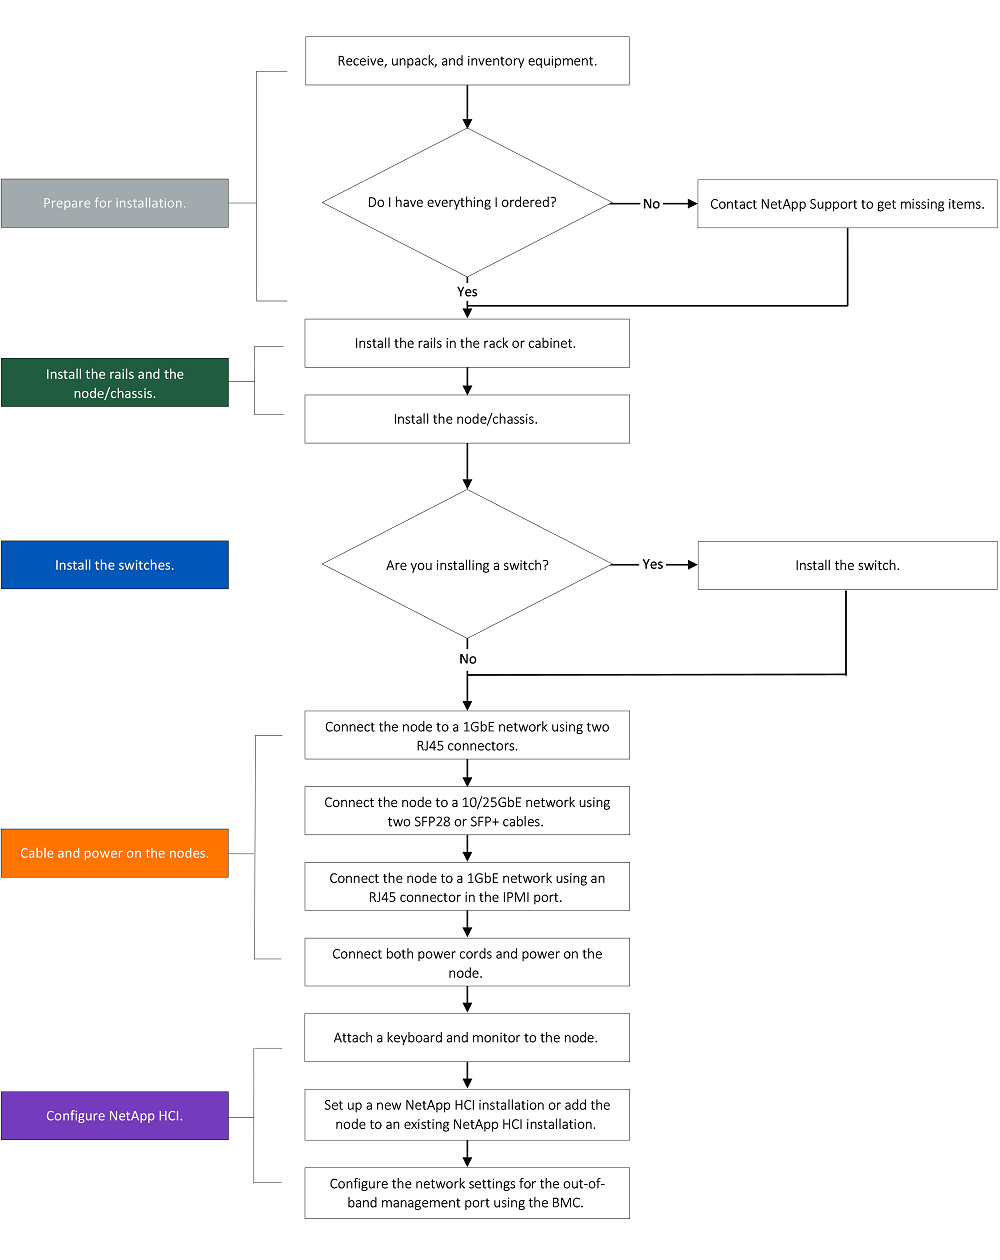 Receive, unpack, and inventory equipment.
Prepare for installation.
Do I have everything I ordered?
No
Contact NetApp Support to get missing items.
Yes
Install the rails in the rack or cabinet.
Install the rails and the
node/chassis.
Install the node/chassis.
Install the switches.
Are you installing a switch?
Yes
Install the switch.
No
Connect the node to a 1GbE network using two
RJ45 connectors.
Connect the node to a 10/25GbE network using
two SFP28 or SFP+ cables.
Cable and power on the nodes.
Connect the node to a 1GbE network using an
RJ45 connector in the IPMI port.
Connect both power cords and power on the
node.
Attach a keyboard and monitor to the node.
Configure NetApp HCI.
Set up a new NetApp HCI installation or add the
node to an existing NetApp HCI installation.
Configure the network settings for the out-of-
band management port using the BMC.